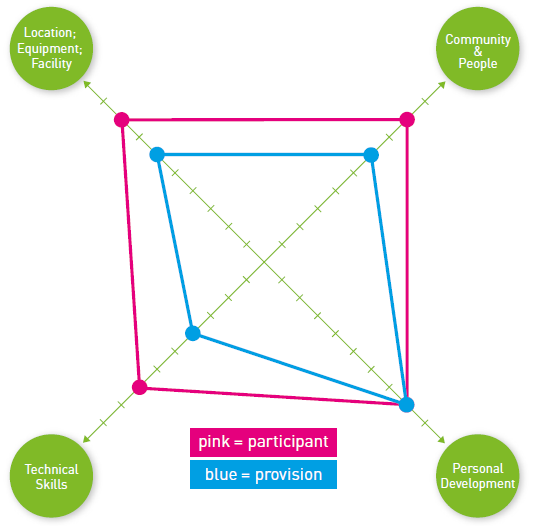 Location;
Equipment;
Facility
Community
&
People
pink = participant
blue = provision
Technical
Skills
Personal
Development